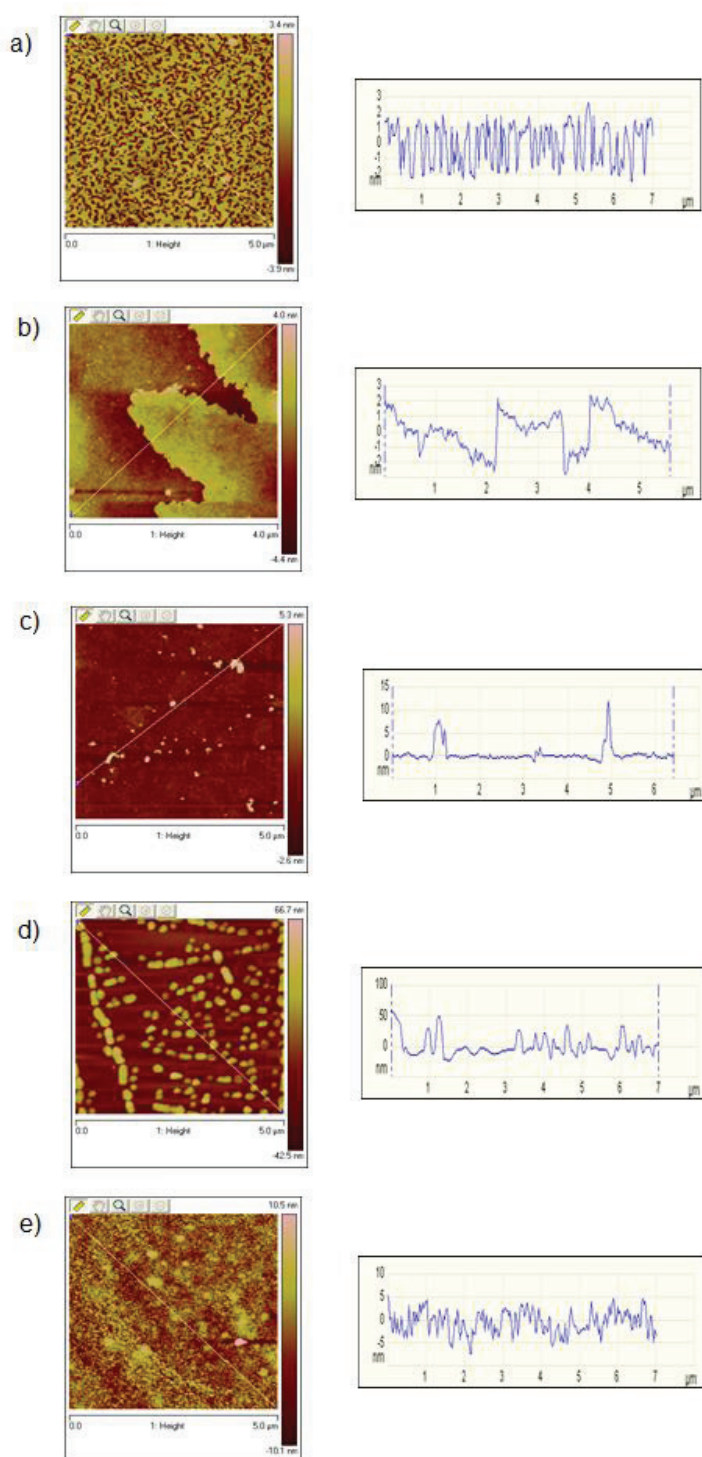 a)
3.4 nm
0.0 1: Height 5.0 µm
-3.9 nm
3
2
1
0
-1
-2
nm
1 2 3 4 5 6 7 µm
b)
4.0 nm
0.0 1: Height 4.0 µm
-4.4 nm
3
2
1
0
-1
-2
nm
1 2 3 4 5 µm
c)
5.3 nm
0.0 1: Height 5.0 µm
-2.6 nm
15
10
5
0
nm
1 2 3 4 5 6 µm
d)
66.7 nm
0.0 1: Height 5.0 µm
-42.5 nm
100
50
0
nm
1 2 3 4 5 6 7 µm
e)
10.5 nm
0.0 1: Height 5.0 µm
-10.1 nm
10
5
0
-5
nm
1 2 3 4 5 6 7 µm